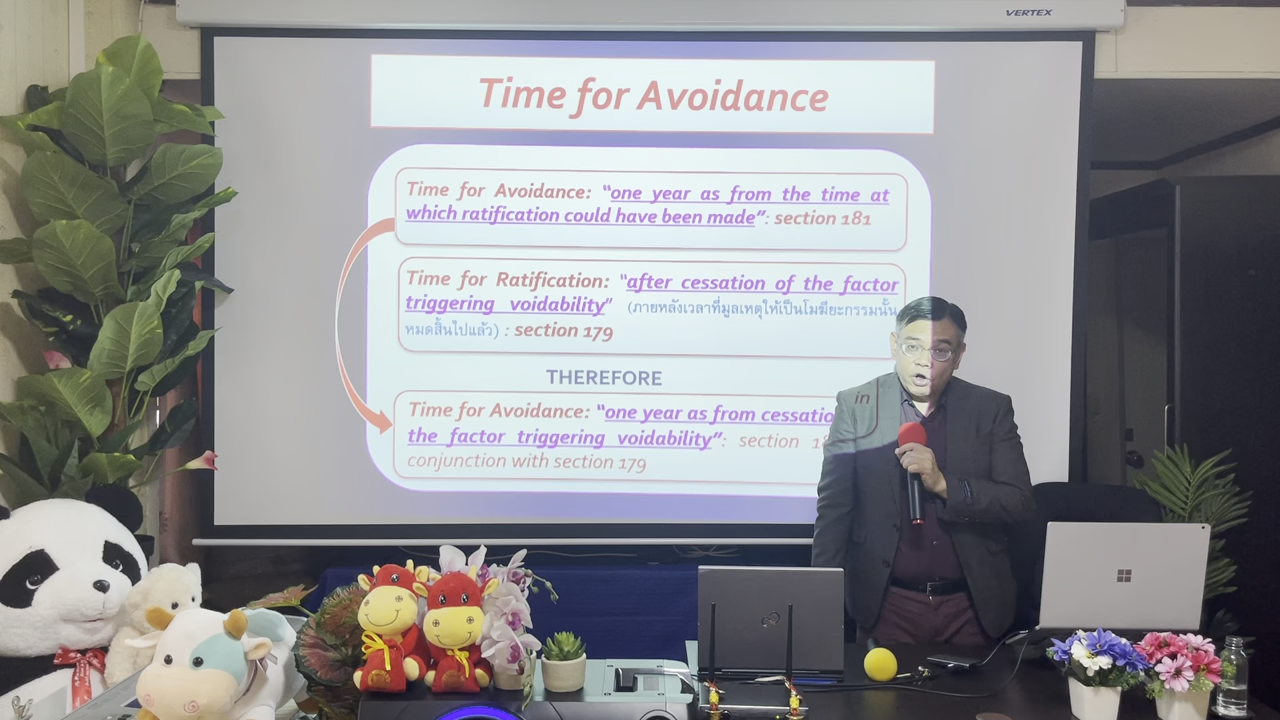 VERTEX
Time for Avoidance
Time for Avoidance: “one year as from the time at
which ratification could have been made”: section 181
Time for Ratification: “after cessation of the factor
triggering voidability” (ภายหลังเวลาที่มูลเหตุให้เป็นโมฆียะกรรมนั้น
หมดสิ้นไปแล้ว) : section 179
THEREFORE
Time for Avoidance: “one year as from in
the factor triggering voidability”: section
conjunction with section 179